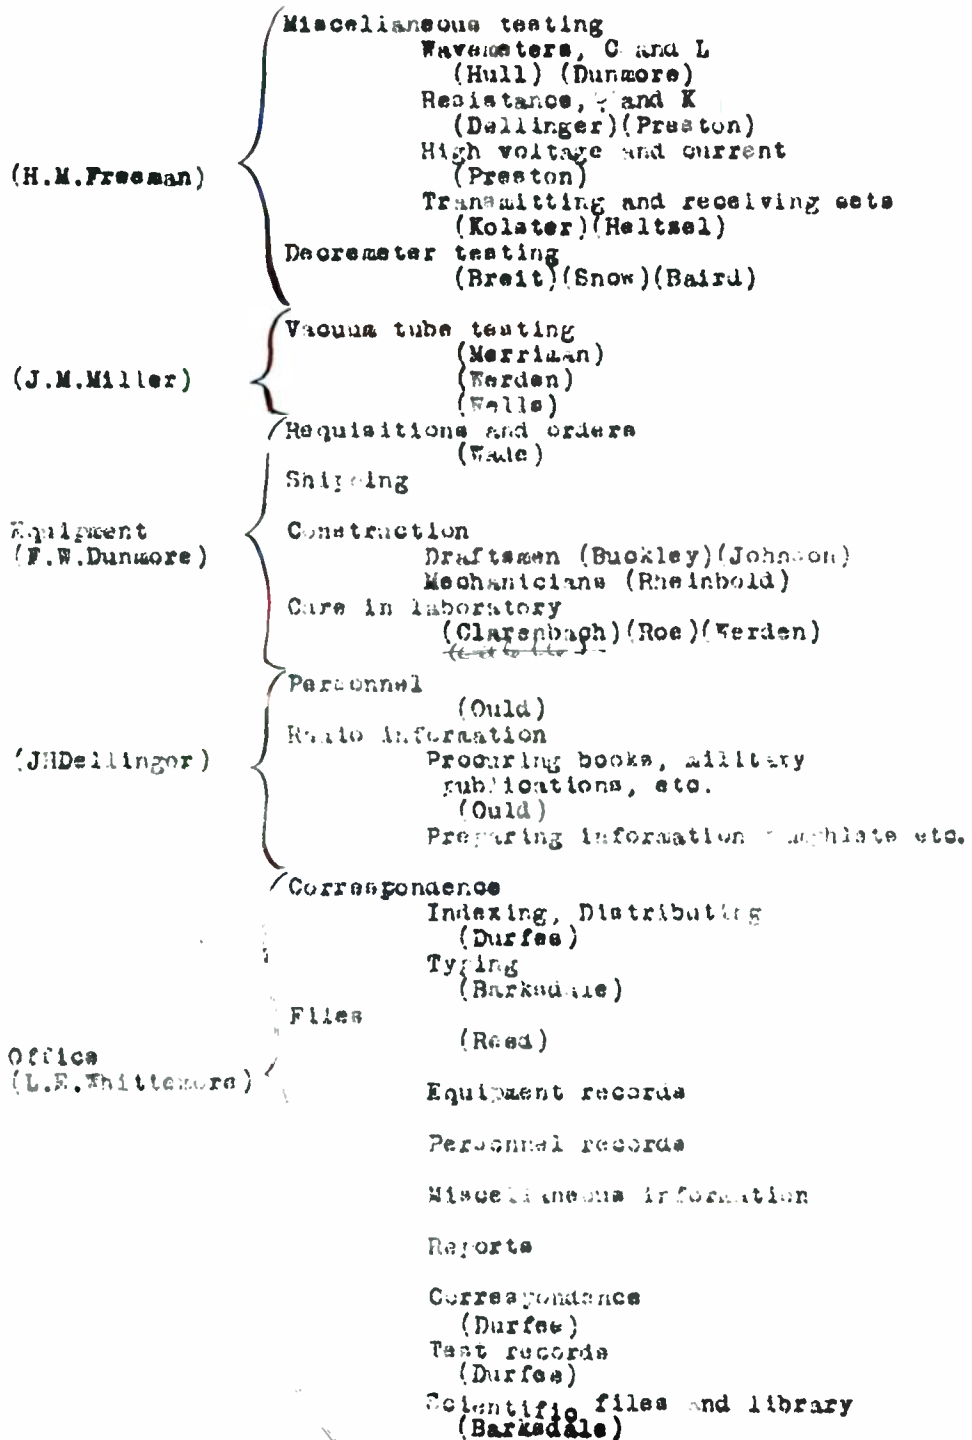 Miscellaneous testing
Wavemeters, C and L
(Hull) (Dunmore)
Resistance, and K
(Dellinger)(Preston)
High voltage and current
(H.M.Freeman)
(Preston)
Transmitting and receiving sets
(Kolster)(Heltzel)
Decremeter testing
(Breit)(Snow)(Baird)
Vacuum tube testing
(Merriman)
(J.M.Miller)
(Werden)
(Wells)
Requisitions and orders
(Wade)
Shipping
Equipment
Construction
(F.W.Dunmore)
Draftsmen (Buckley)(Johnson)
Mechanicians (Rheinbold)
Care in laboratory
(Clarenbach)(Roe)(Werden)
Personnel
(Ould)
Radio information
(JHDellinger)
Procuring books, military
publications, etc.
(Ould)
Preparing information pamphlets etc.
Correspondence
Indexing, Distributing
(Durfee)
Typing
(Barksdale)
Files
(Reed)
Office
(L.E.Whittemore)
Equipment records
Personnel records
Miscellaneous information
Reports
Correspondence
(Durfee)
Test records
(Durfee)
Scientific files and library
(Barksdale)